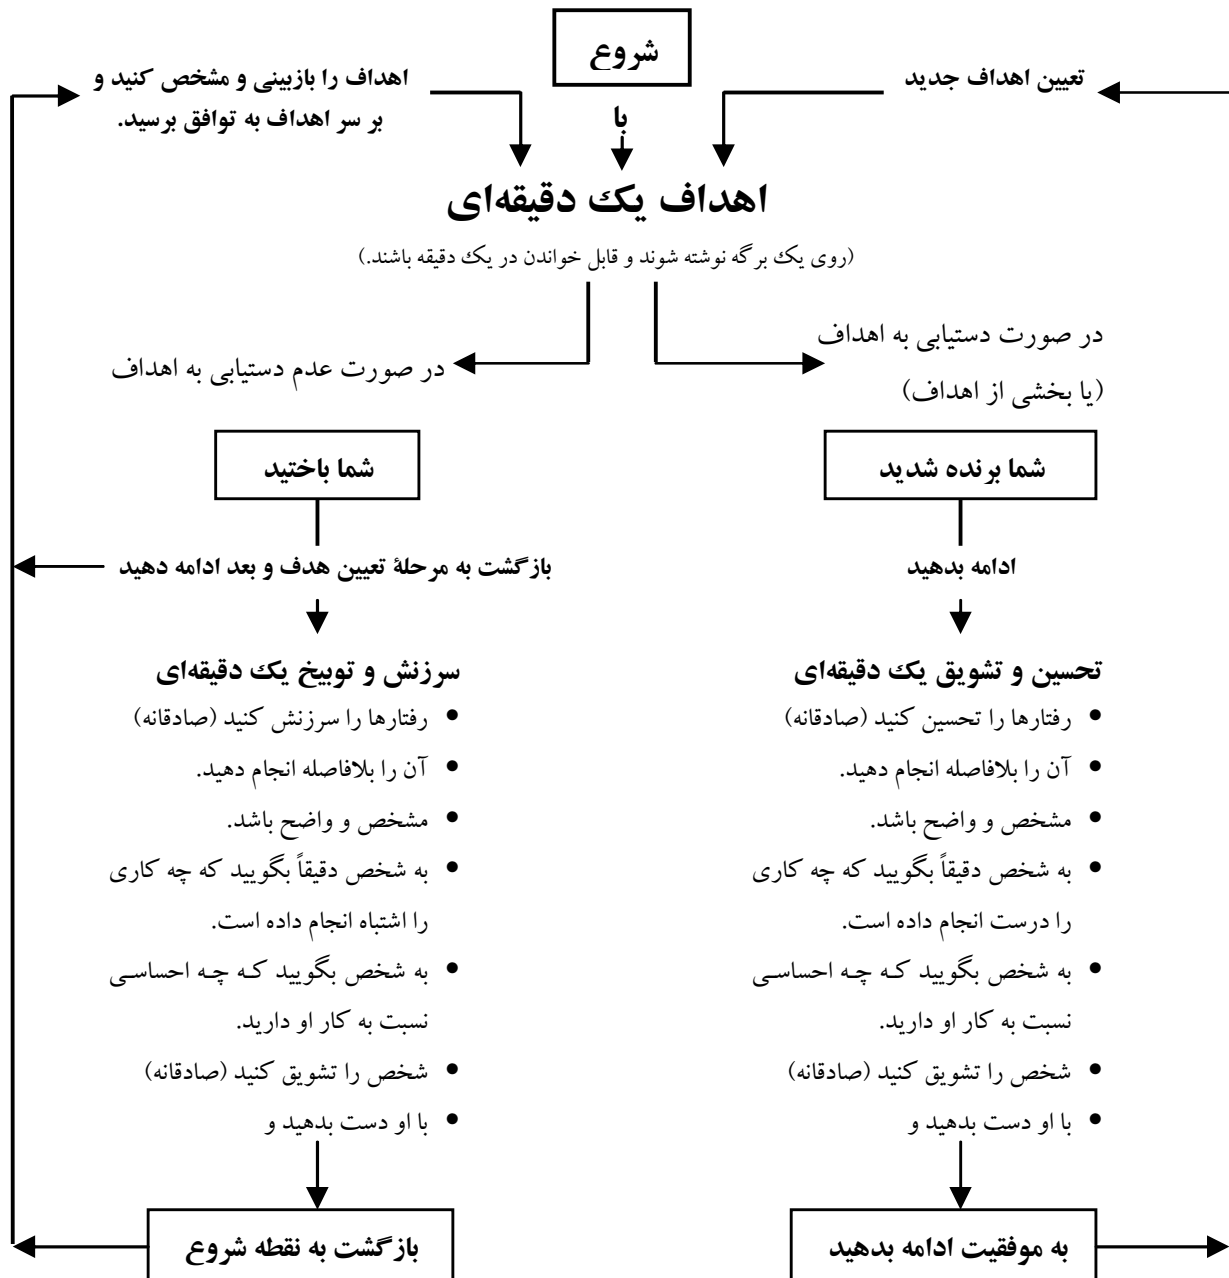 شروع
تعیین اهداف جدید
اهداف را بازبینی و مشخص کنید و
بر سر اهداف به توافق برسید.
با
اهداف یک دقیقه‌ای
(روی یک برگه نوشته شوند و قابل خواندن در یک دقیقه باشند.)
در صورت دستیابی به اهداف
(یا بخشی از اهداف)
در صورت عدم دستیابی به اهداف
شما برنده شدید
ادامه بدهید
تحسین و تشویق یک دقیقه‌ای
• رفتارها را تحسین کنید (صادقانه)
• آن را بلافاصله انجام دهید.
• مشخص و واضح باشد.
• به شخص دقیقاً بگویید که چه کاری
را درست انجام داده است.
• به شخص بگویید که چه احساسی
نسبت به کار او دارید.
• شخص را تشویق کنید (صادقانه)
• با او دست بدهید و
به موفقیت ادامه بدهید
شما باختید
بازگشت به مرحلهٔ تعیین هدف و بعد ادامه دهید
سرزنش و توبیخ یک دقیقه‌ای
• رفتارها را سرزنش کنید (صادقانه)
• آن را بلافاصله انجام دهید.
• مشخص و واضح باشد.
• به شخص دقیقاً بگویید که چه کاری
را اشتباه انجام داده است.
• به شخص بگویید که چه احساسی
نسبت به کار او دارید.
• شخص را تشویق کنید (صادقانه)
• با او دست بدهید و
بازگشت به نقطه شروع